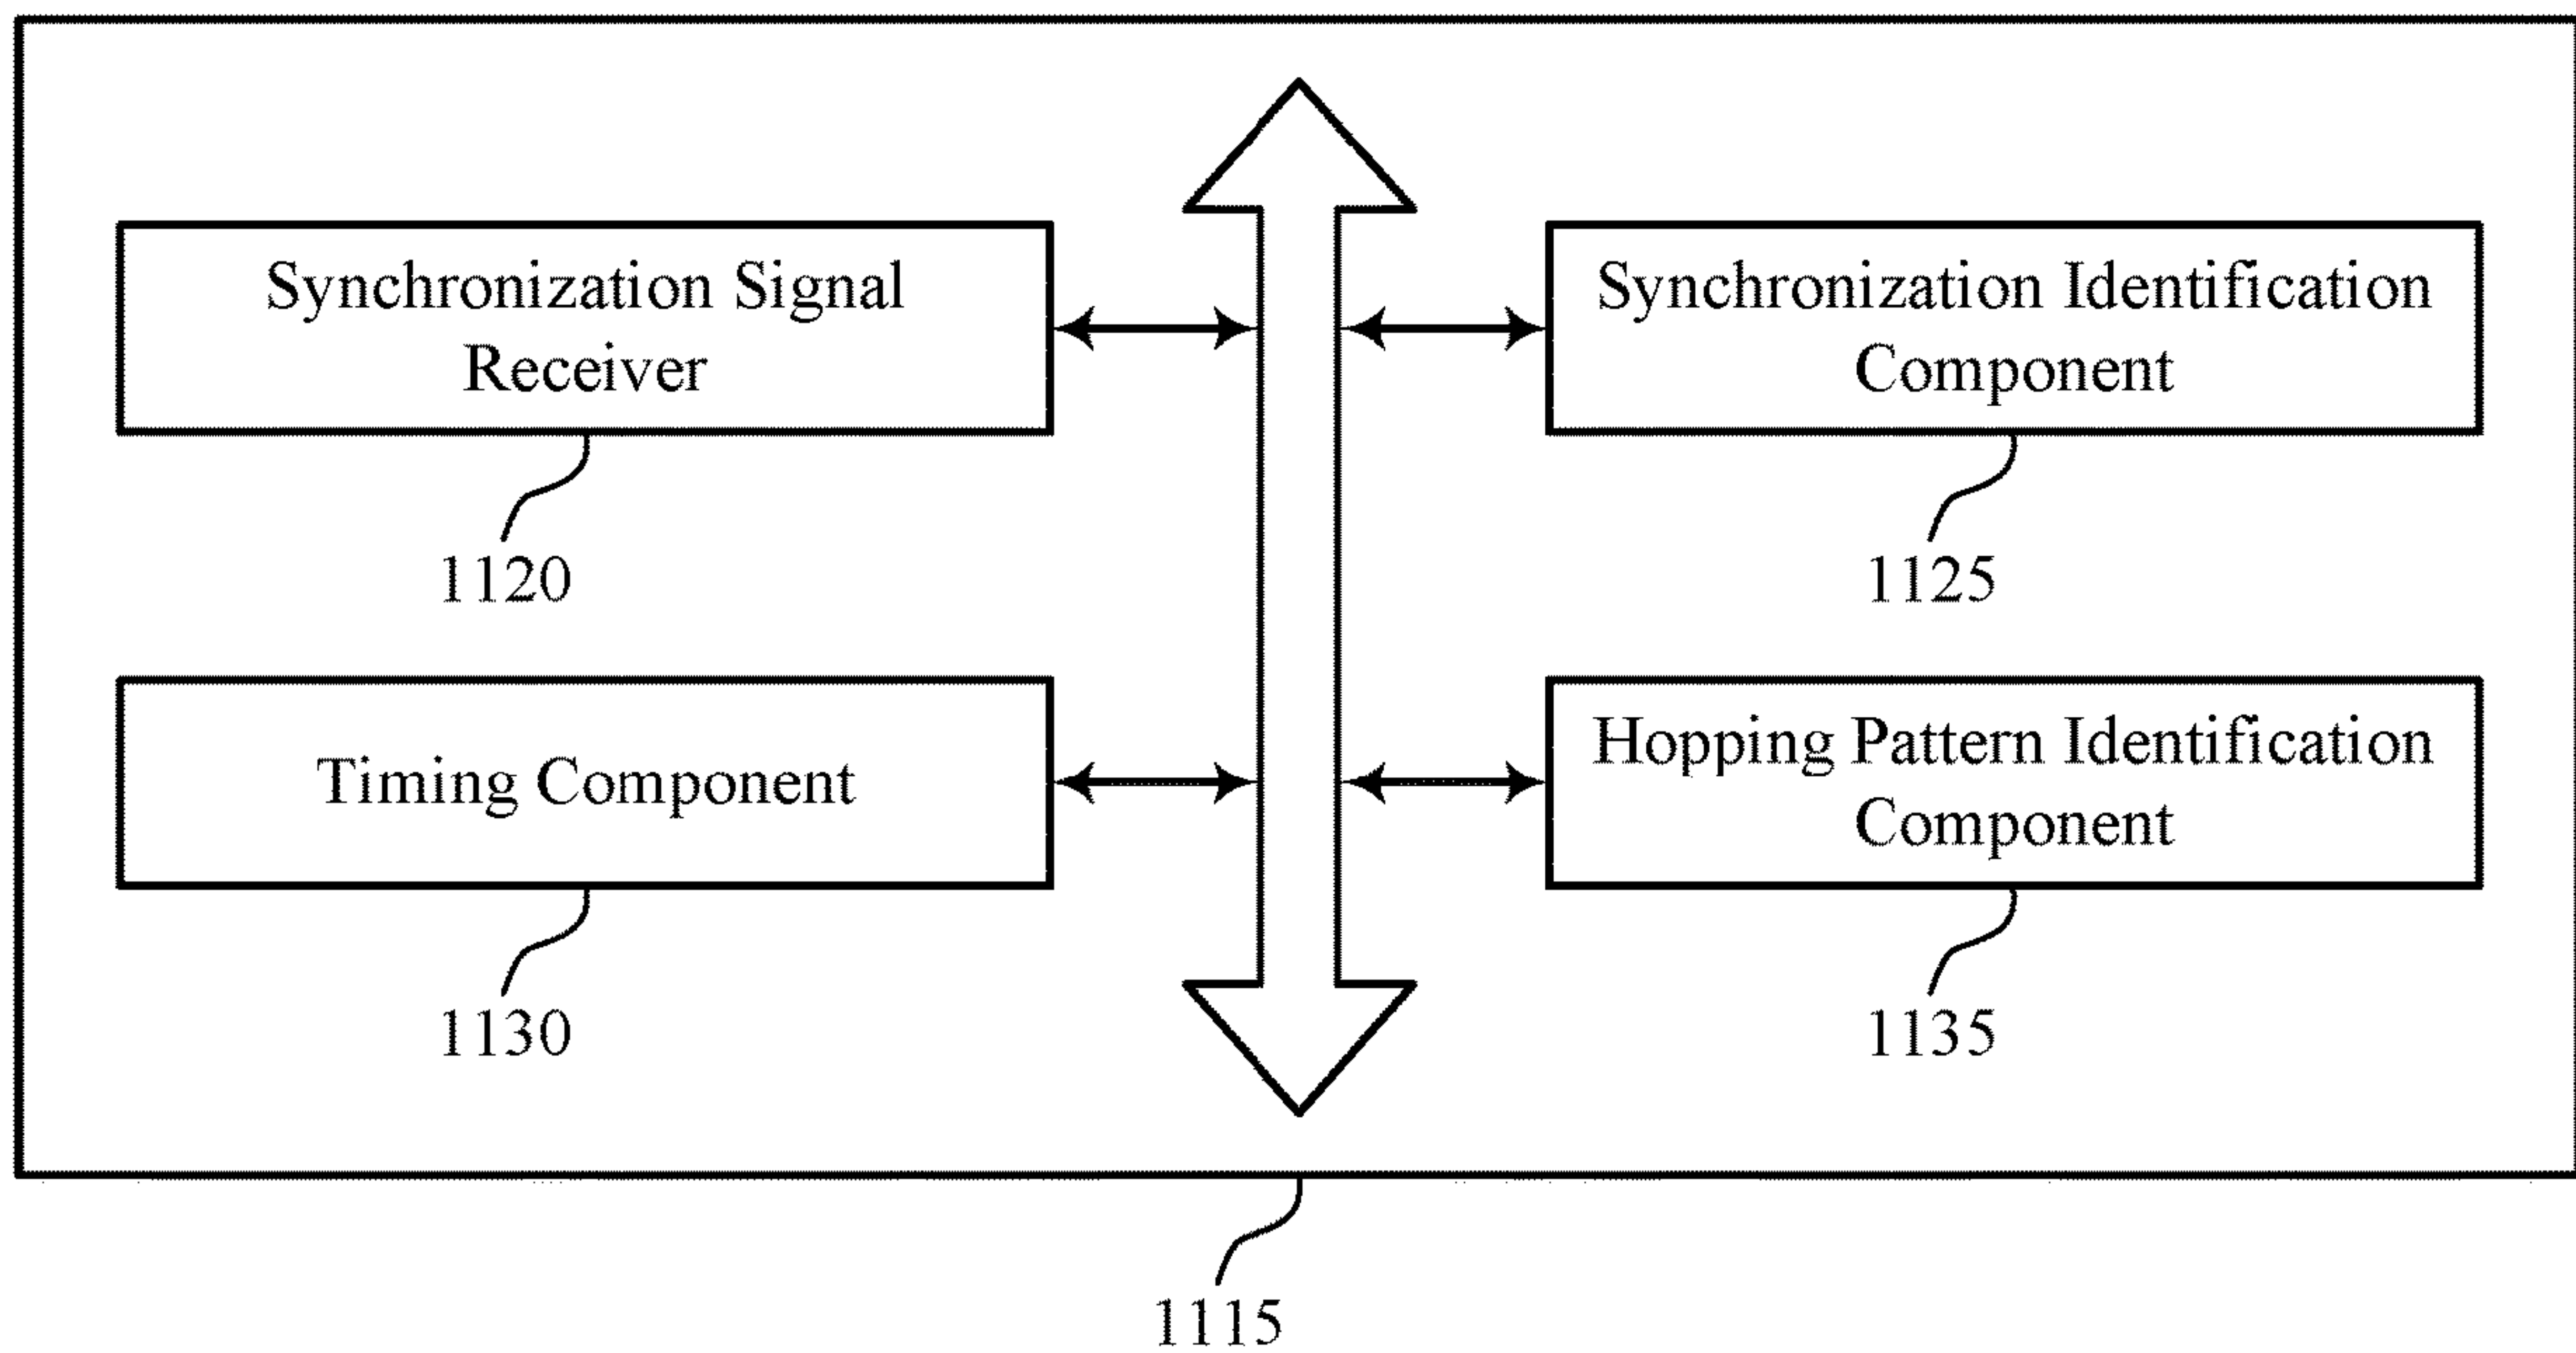 Synchronization Signal
Receiver
1120
Synchronization Identification
Component
1125
Timing Component
1130
Hopping Pattern Identification
Component
1135
1115